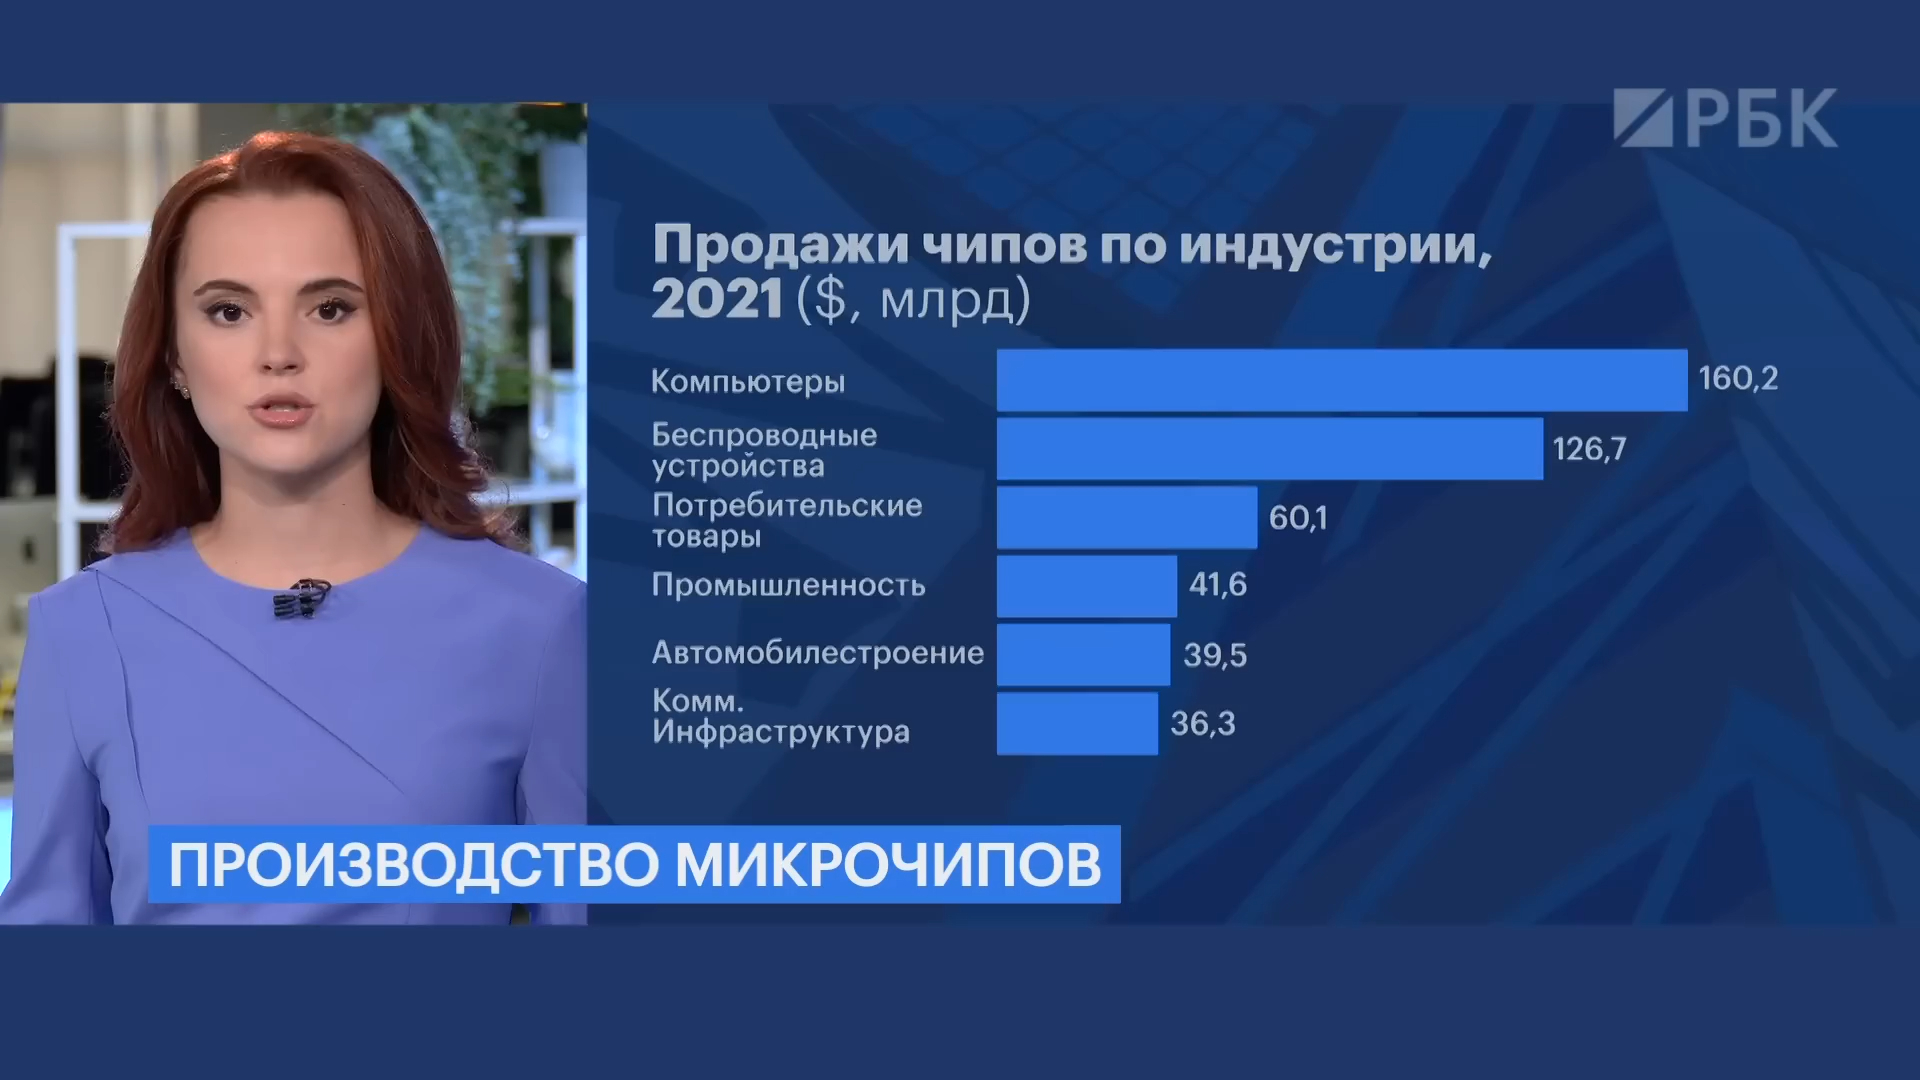 РБК
Продажи чипов по индустрии,
2021 ($, млрд)
Компьютеры 160,2
Беспроводные
устройства 126,7
Потребительские
товары 60,1
Промышленность 41,6
Автомобилестроение 39,5
Комм.
Инфраструктура 36,3
ПРОИЗВОДСТВО МИКРОЧИПОВ